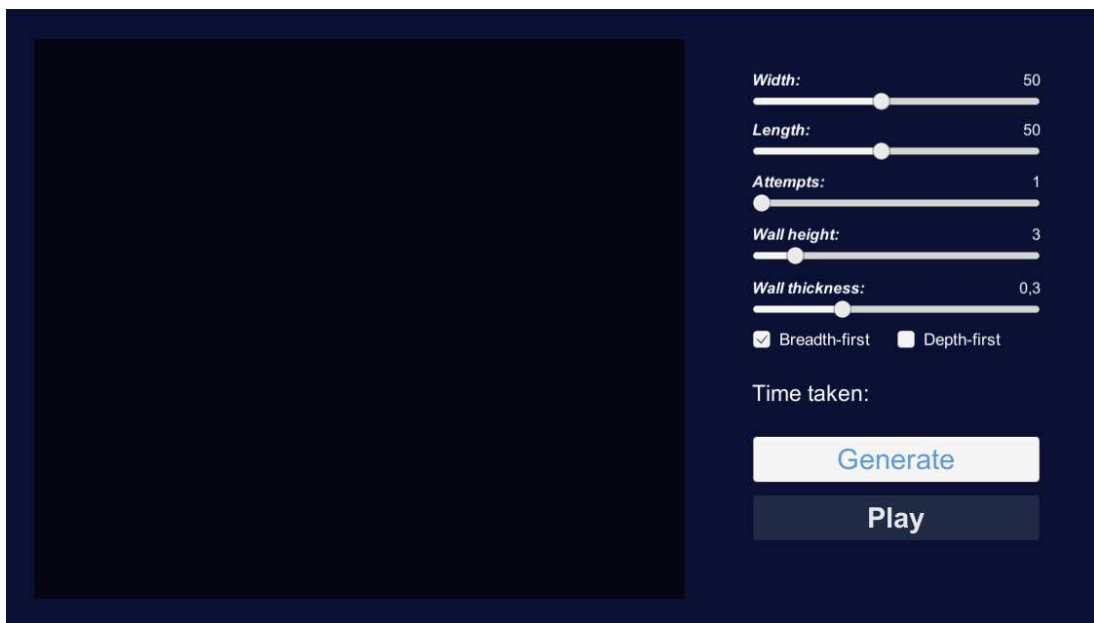 Width: 50
Length: 50
Attempts: 1
Wall height: 3
Wall thickness: 0,3
Breadth-first Depth-first
Time taken:
Generate
Play